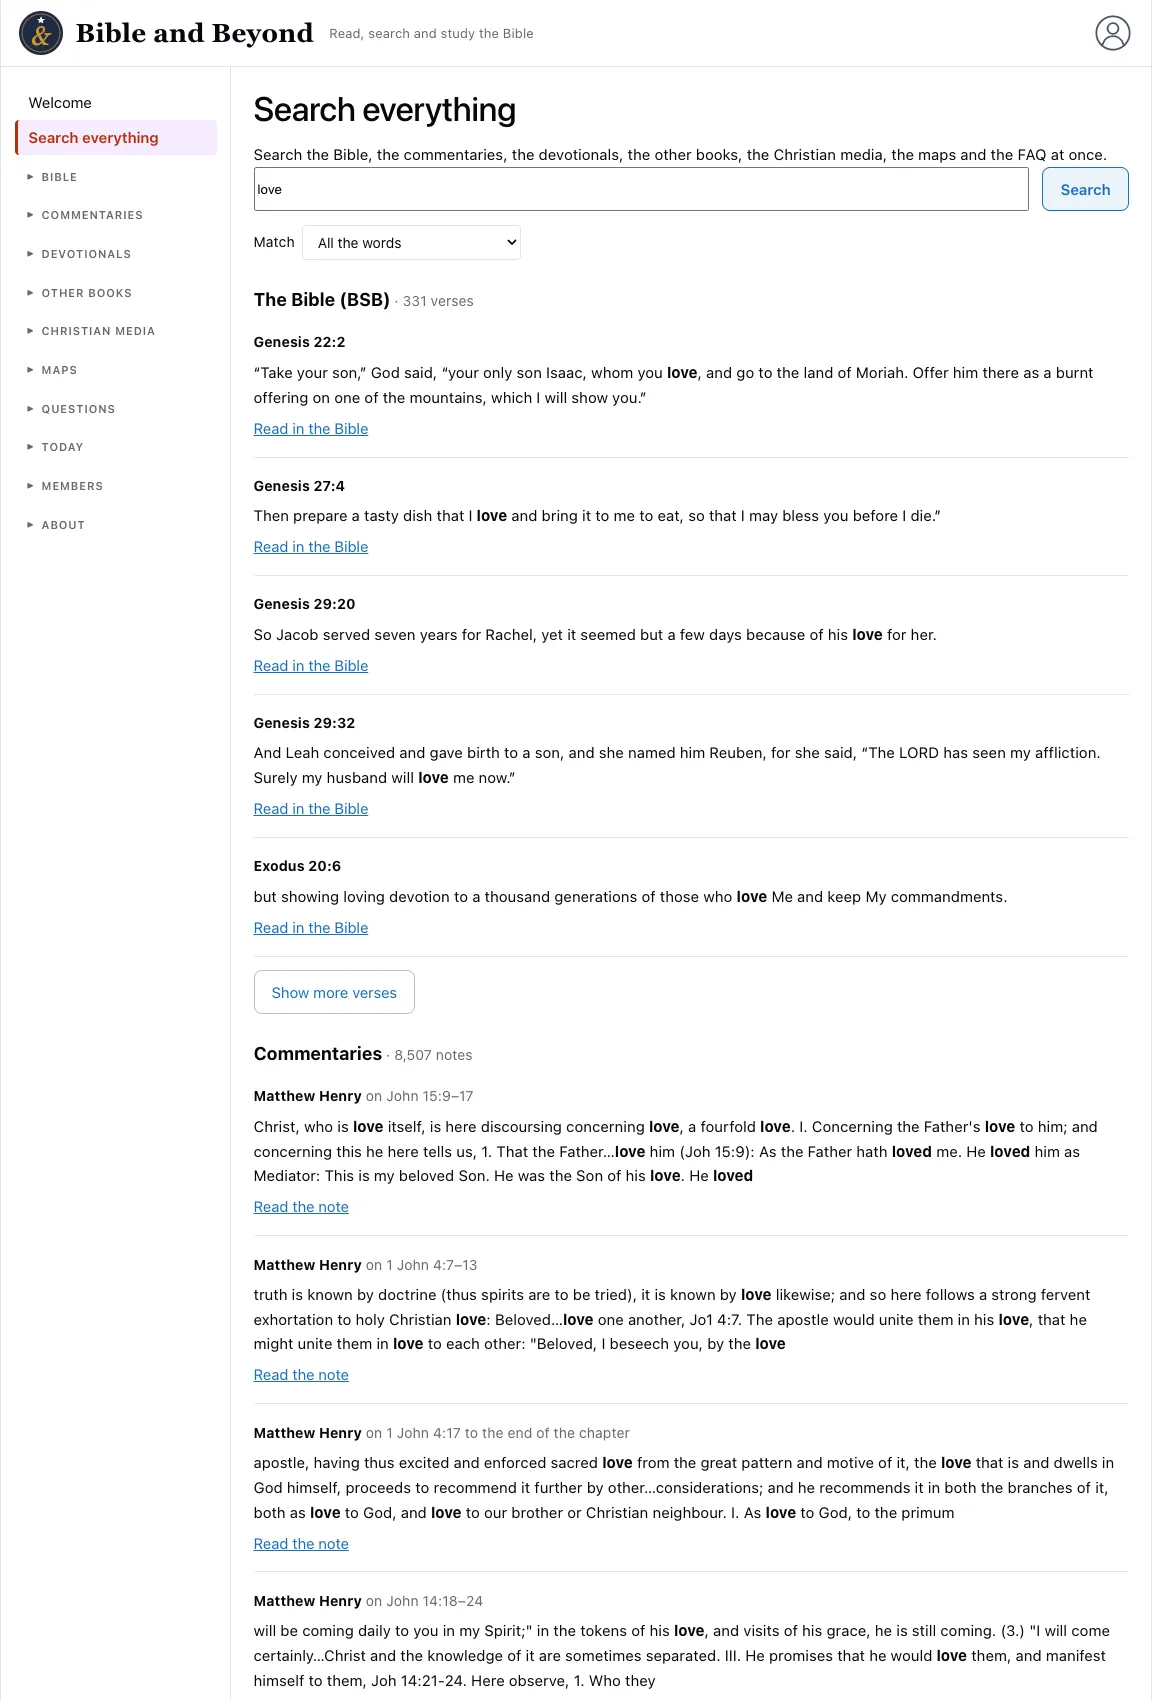 &
Bible and Beyond
Read, search and study the Bible
Welcome
Search everything
BIBLE
COMMENTARIES
DEVOTIONALS
OTHER BOOKS
CHRISTIAN MEDIA
MAPS
QUESTIONS
TODAY
MEMBERS
ABOUT
Search everything
Search the Bible, the commentaries, the devotionals, the other books, the Christian media, the maps and the FAQ at once.
love
Search
Match All the words
The Bible (BSB) · 331 verses
Genesis 22:2
“Take your son,” God said, “your only son Isaac, whom you love, and go to the land of Moriah. Offer him there as a burnt
offering on one of the mountains, which I will show you.”
Read in the Bible
Genesis 27:4
Then prepare a tasty dish that I love and bring it to me to eat, so that I may bless you before I die.”
Read in the Bible
Genesis 29:20
So Jacob served seven years for Rachel, yet it seemed but a few days because of his love for her.
Read in the Bible
Genesis 29:32
And Leah conceived and gave birth to a son, and she named him Reuben, for she said, “The LORD has seen my affliction.
Surely my husband will love me now.”
Read in the Bible
Exodus 20:6
but showing loving devotion to a thousand generations of those who love Me and keep My commandments.
Read in the Bible
Show more verses
Commentaries · 8,507 notes
Matthew Henry on John 15:9–17
Christ, who is love itself, is here discoursing concerning love, a fourfold love. I. Concerning the Father's love to him; and
concerning this he here tells us, 1. That the Father…love him (Joh 15:9): As the Father hath loved me. He loved him as
Mediator: This is my beloved Son. He was the Son of his love. He loved
Read the note
Matthew Henry on 1 John 4:7–13
truth is known by doctrine (thus spirits are to be tried), it is known by love likewise; and so here follows a strong fervent
exhortation to holy Christian love: Beloved…love one another, Jo1 4:7. The apostle would unite them in his love, that he
might unite them in love to each other: "Beloved, I beseech you, by the love
Read the note
Matthew Henry on 1 John 4:17 to the end of the chapter
apostle, having thus excited and enforced sacred love from the great pattern and motive of it, the love that is and dwells in
God himself, proceeds to recommend it further by other…considerations; and he recommends it in both the branches of it,
both as love to God, and love to our brother or Christian neighbour. I. As love to God, to the primum
Read the note
Matthew Henry on John 14:18–24
will be coming daily to you in my Spirit;" in the tokens of his love, and visits of his grace, he is still coming. (3.) "I will come
certainly…Christ and the knowledge of it are sometimes separated. III. He promises that he would love them, and manifest
himself to them, Joh 14:21-24. Here observe, 1. Who they